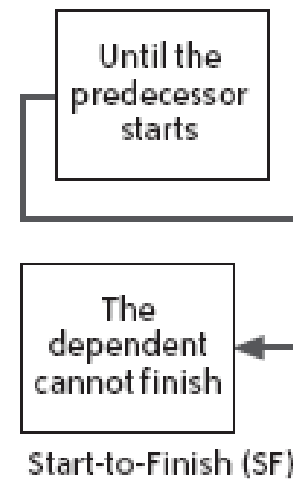 Until the
predecessor
starts
The
dependent
cannot finish
Start-to-Finish (SF)